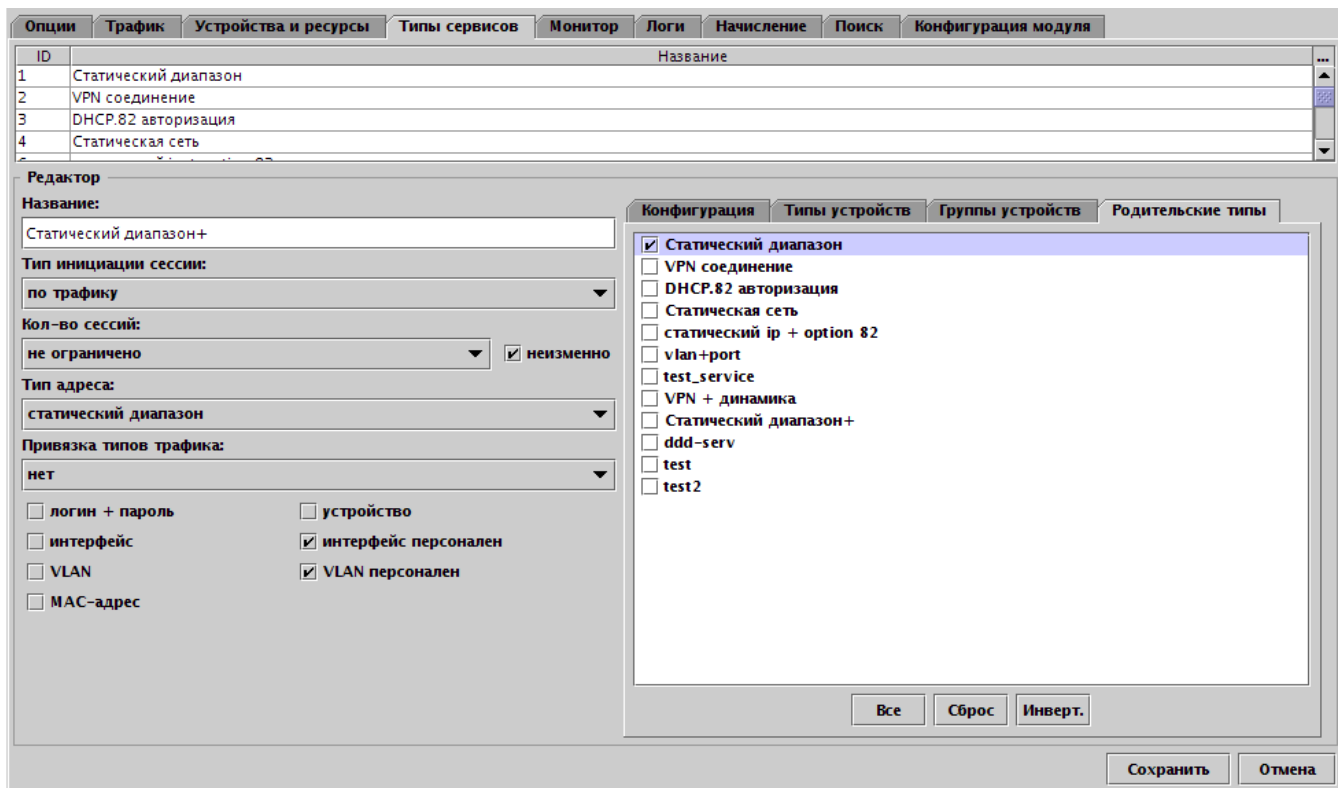 Опции Трафик Устройства и ресурсы Типы сервисов Монитор Логи Начисление Поиск Конфигурация модуля
ID Название ...
1 Статический диапазон
2 VPN соединение
3 DHCP.82 авторизация
4 Статическая сеть
Редактор
Название:
Статический диапазон+
Тип инициации сессии:
по трафику
Кол-во сессий:
не ограничено неизменно
Тип адреса:
статический диапазон
Привязка типов трафика:
нет
логин + пароль устройство
интерфейс интерфейс персонален
VLAN VLAN персонален
MAC-адрес
Конфигурация Типы устройств Группы устройств Родительские типы
Статический диапазон
VPN соединение
DHCP.82 авторизация
Статическая сеть
статический ip + option 82
vlan+port
test_service
VPN + динамика
Статический диапазон+
ddd-serv
test
test2
Все Сброс Инверт.
Сохранить Отмена